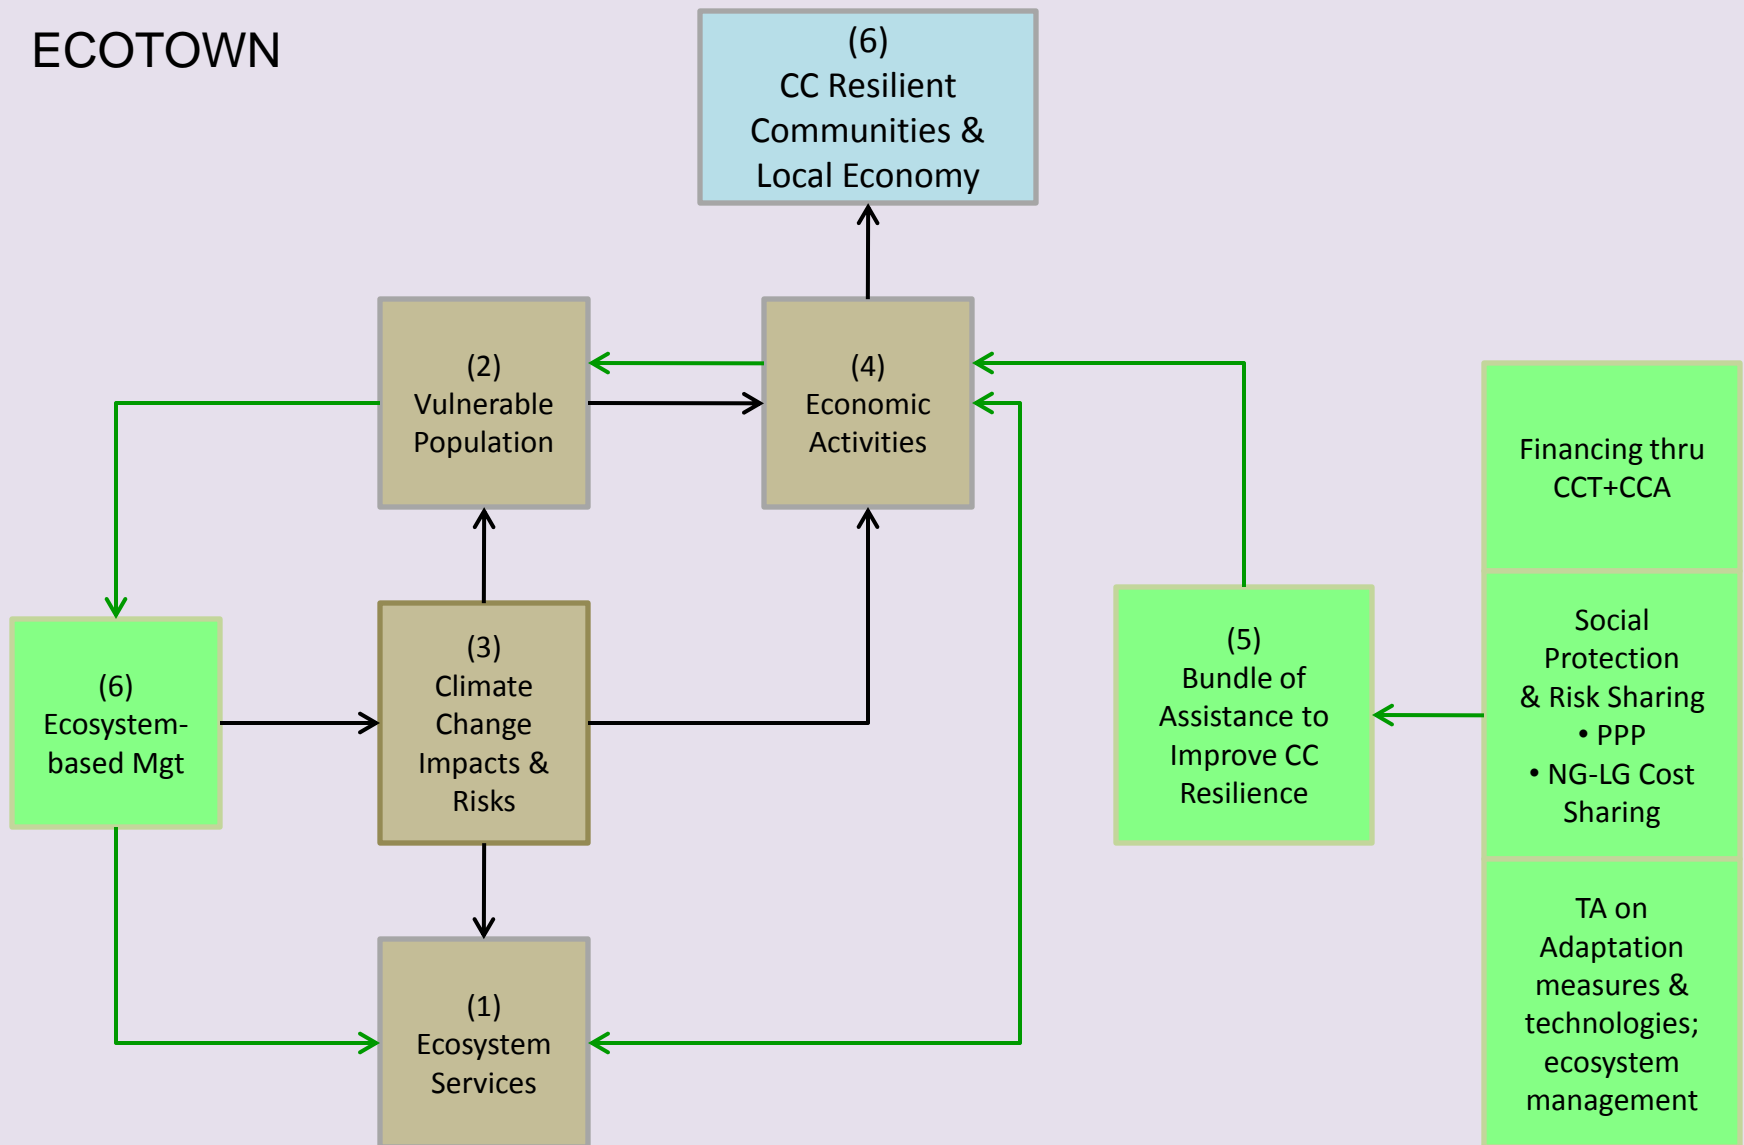 ECOTOWN
(6)
CC Resilient
Communities &
Local Economy
(2)
Vulnerable
Population
(4)
Economic
Activities
Financing thru
CCT+CCA
(6)
Ecosystem-
based Mgt
(3)
Climate
Change
Impacts &
Risks
(5)
Bundle of
Assistance to
Improve CC
Resilience
Social
Protection
& Risk Sharing
• PPP
• NG-LG Cost
Sharing
(1)
Ecosystem
Services
TA on
Adaptation
measures &
technologies;
ecosystem
management